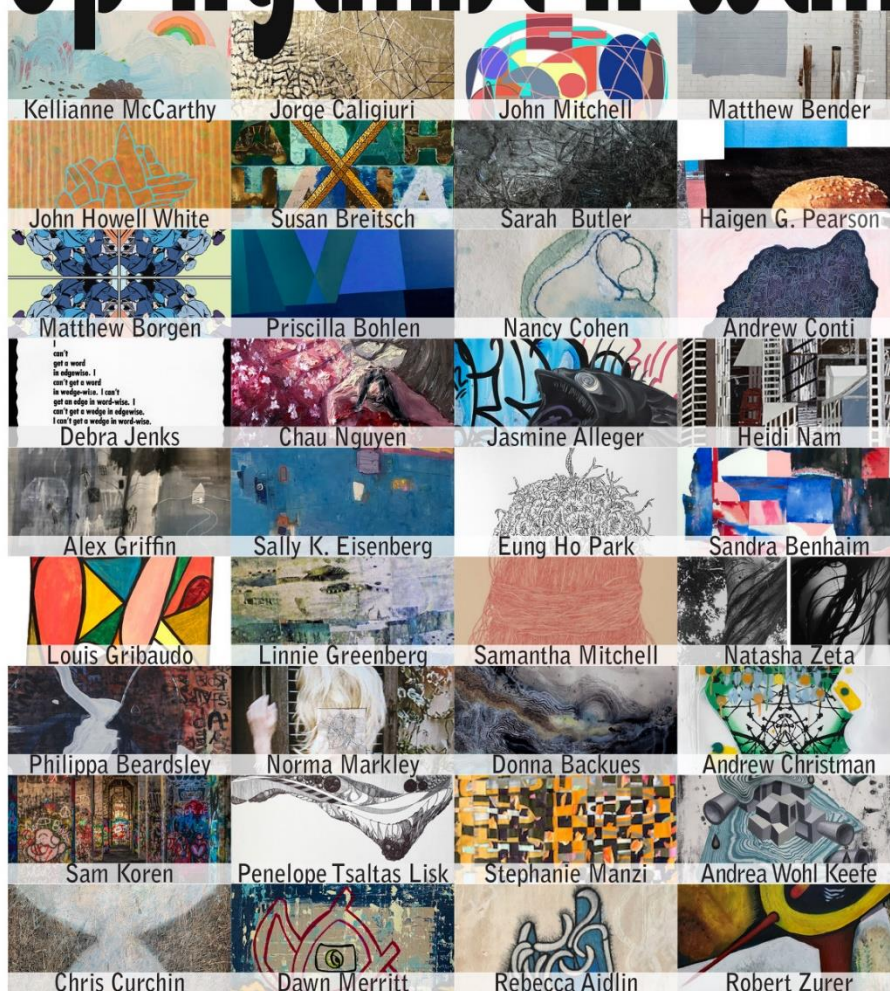 Kellianne McCarthy
Jorge Caligiuri
John Mitchell
Matthew Bender
John Howell White
Susan Breitsch
Sarah Butler
Haigen G. Pearson
Matthew Borgen
Priscilla Bohlen
Nancy Cohen
Andrew Conti
I
can't
get a word
in edgewise. I
can't get a word
in wedge-wise. I can't
get an edge in word-wise. I
can't get a wedge in edgewise.
I can't get a wedge in word-wise.
Debra Jenks
Chau Nguyen
Jasmine Alleger
Heidi Nam
Alex Griffin
Sally K. Eisenberg
Eung Ho Park
Sandra Benhaim
Louis Gribaudo
Linnie Greenberg
Samantha Mitchell
Natasha Zeta
Philippa Beardsley
Norma Markley
Donna Backues
Andrew Christman
Sam Koren
Penelope Tsaltas Lisk
Stephanie Manzi
Andrea Wohl Keefe
Chris Curchin
Dawn Merritt
Rebecca Aidlin
Robert Zurer